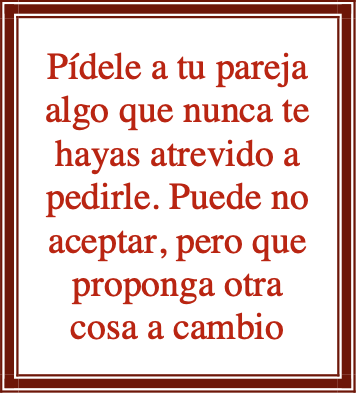 Pídele a tu pareja
algo que nunca te
hayas atrevido a
pedirle. Puede no
aceptar, pero que
proponga otra
cosa a cambio